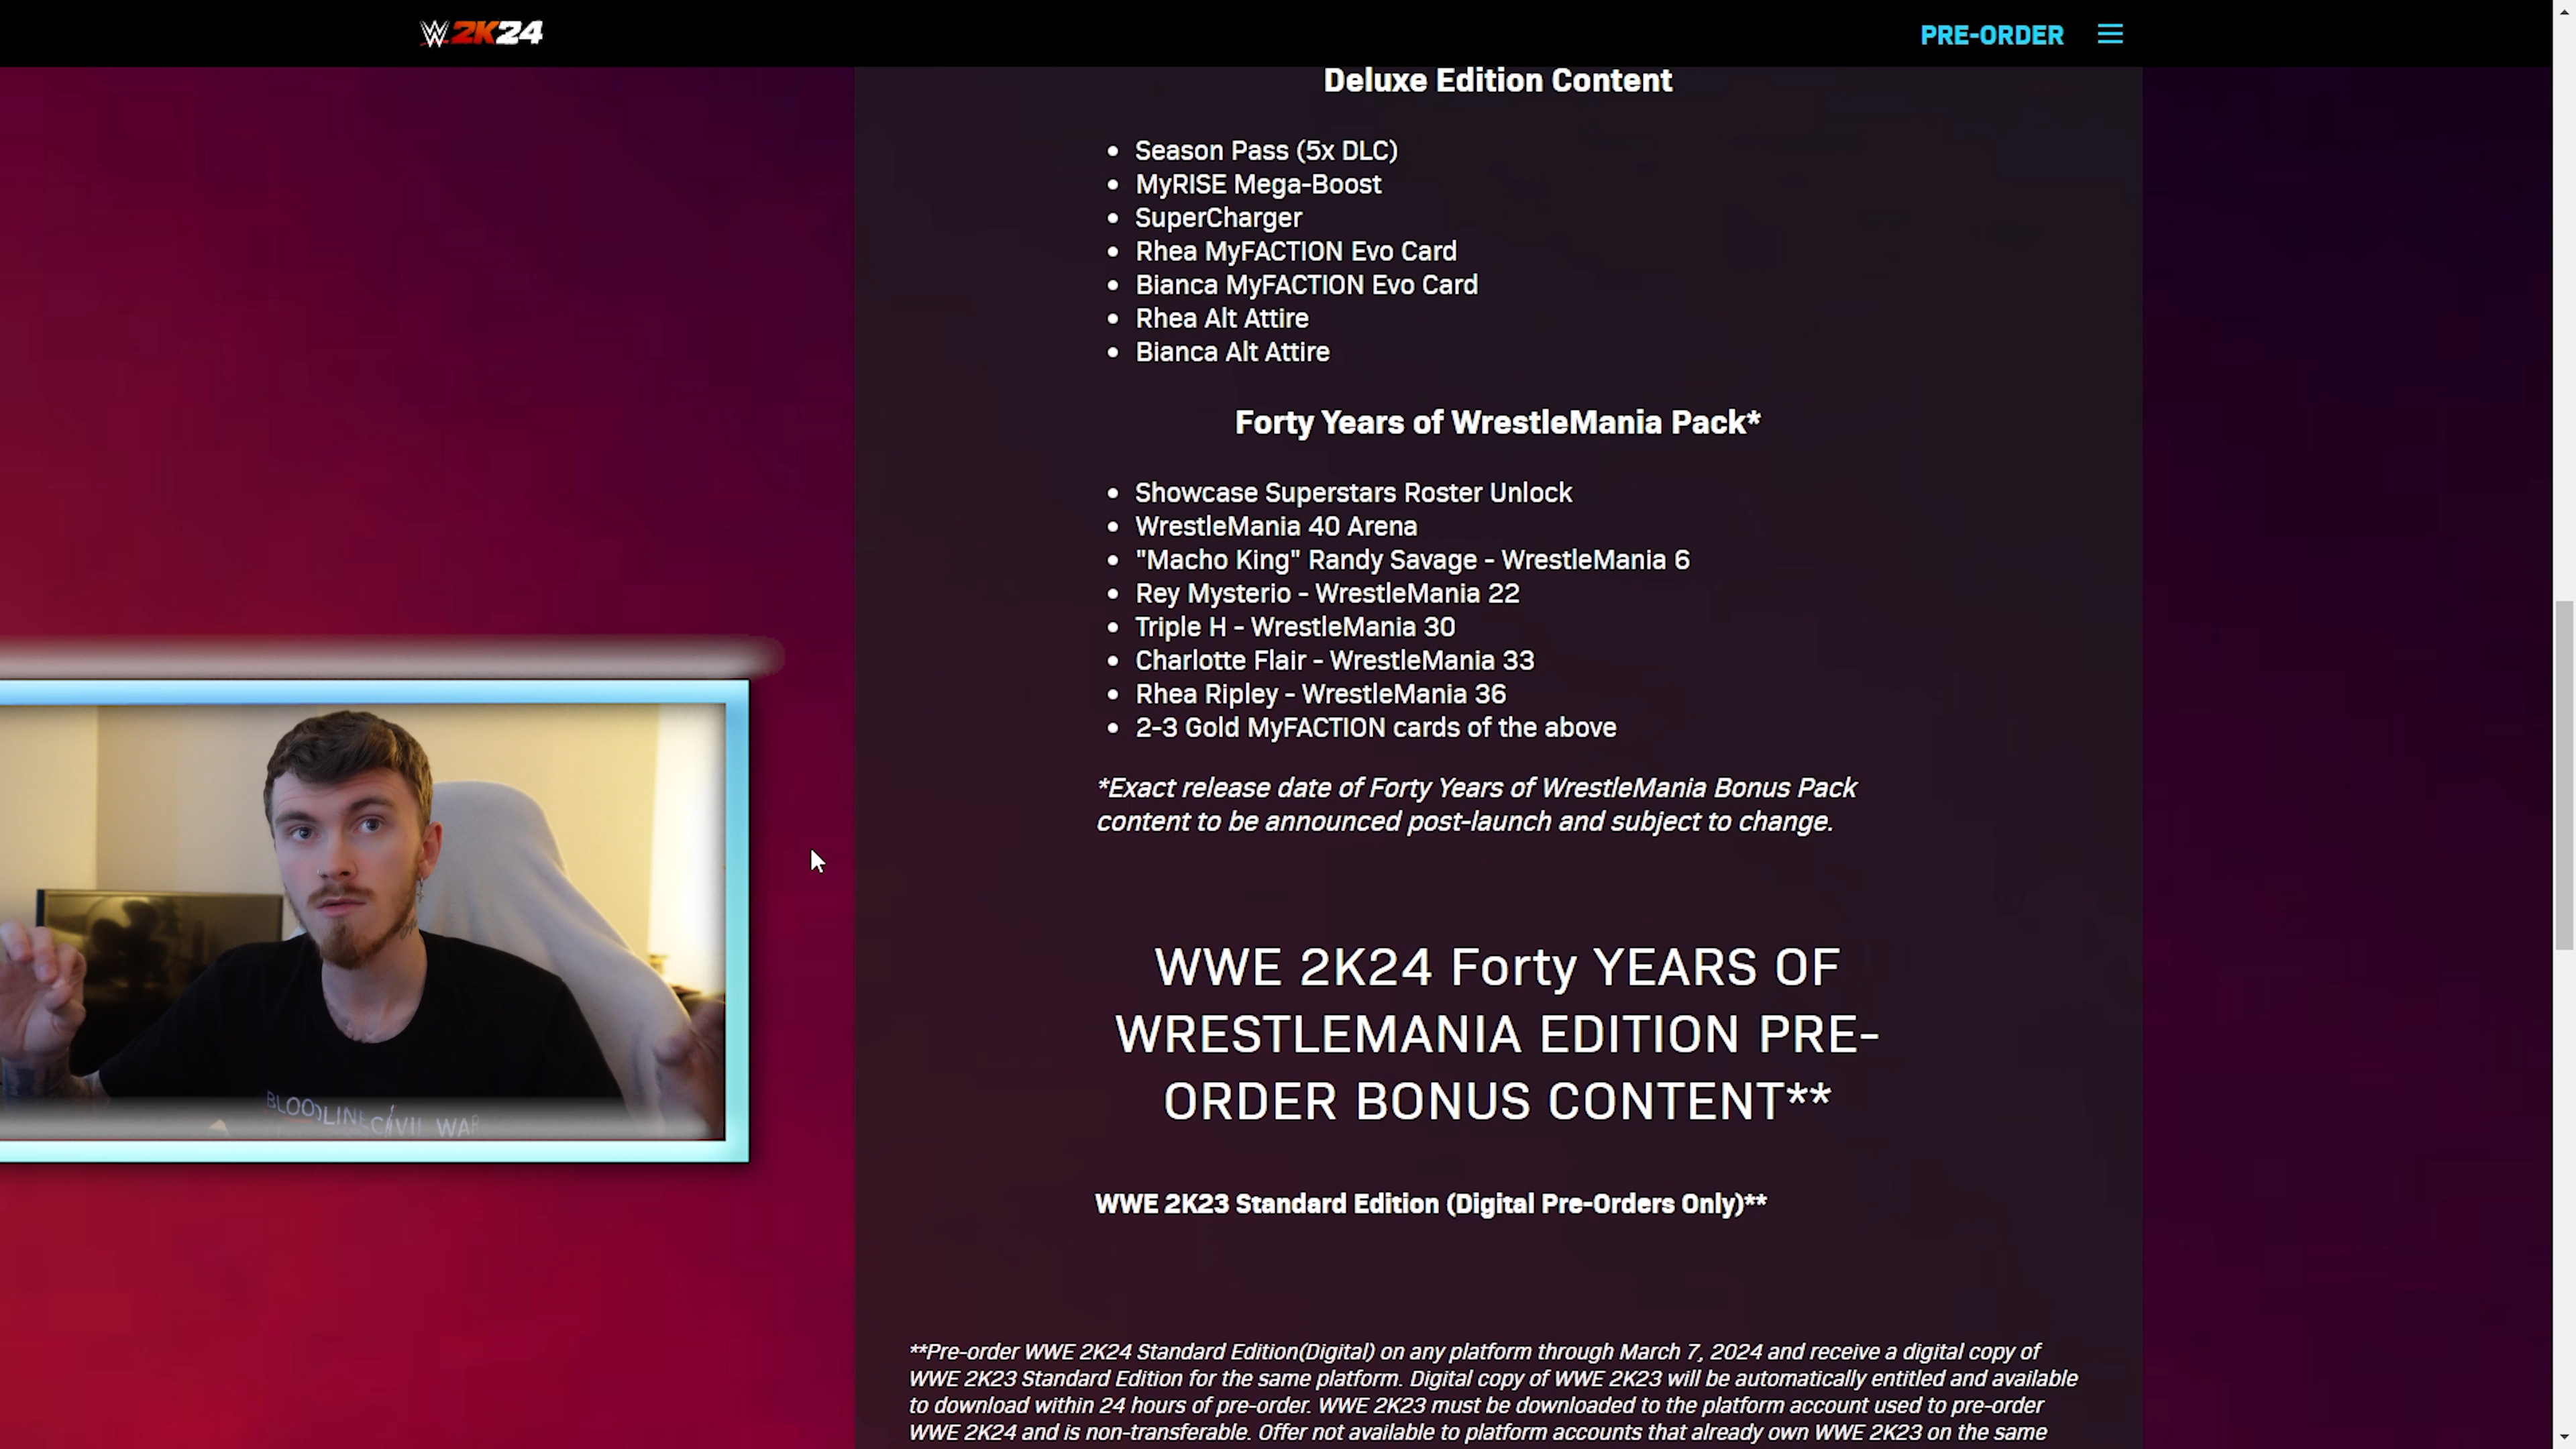 W 2K24
PRE-ORDER
Deluxe Edition Content
• Season Pass (5x DLC)
• MyRISE Mega-Boost
• SuperCharger
• Rhea MyFACTION Evo Card
• Bianca MyFACTION Evo Card
• Rhea Alt Attire
• Bianca Alt Attire
Forty Years of WrestleMania Pack*
• Showcase Superstars Roster Unlock
• WrestleMania 40 Arena
• "Macho King" Randy Savage - WrestleMania 6
• Rey Mysterio - WrestleMania 22
• Triple H - WrestleMania 30
• Charlotte Flair - WrestleMania 33
• Rhea Ripley - WrestleMania 36
• 2-3 Gold MyFACTION cards of the above
*Exact release date of Forty Years of WrestleMania Bonus Pack
content to be announced post-launch and subject to change.
BLOODLINE CIVIL WAR
WWE 2K24 Forty YEARS OF
WRESTLEMANIA EDITION PRE-
ORDER BONUS CONTENT**
WWE 2K23 Standard Edition (Digital Pre-Orders Only)**
**Pre-order WWE 2K24 Standard Edition(Digital) on any platform through March 7, 2024 and receive a digital copy of
WWE 2K23 Standard Edition for the same platform. Digital copy of WWE 2K23 will be automatically entitled and available
to download within 24 hours of pre-order. WWE 2K23 must be downloaded to the platform account used to pre-order
WWE 2K24 and is non-transferable. Offer not available to platform accounts that already own WWE 2K23 on the same